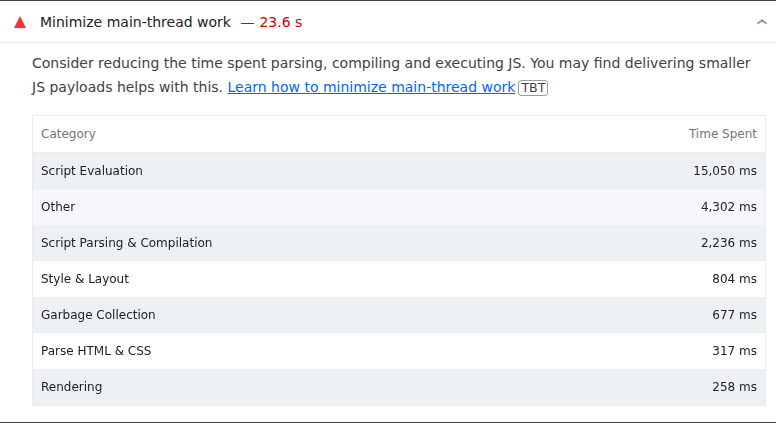 Minimize main-thread work — 23.6 s
Consider reducing the time spent parsing, compiling and executing JS. You may find delivering smaller
JS payloads helps with this. Learn how to minimize main-thread work TBT
Category Time Spent
Script Evaluation 15,050 ms
Other 4,302 ms
Script Parsing & Compilation 2,236 ms
Style & Layout 804 ms
Garbage Collection 677 ms
Parse HTML & CSS 317 ms
Rendering 258 ms